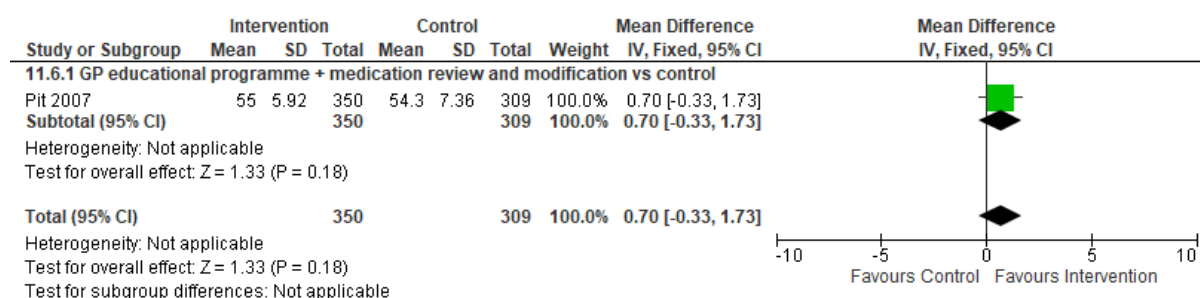 Intervention Control Mean Difference Mean Difference
Study or Subgroup Mean SD Total Mean SD Total Weight IV, Fixed, 95% CI IV, Fixed, 95% CI
11.6.1 GP educational programme + medication review and modification vs control
Pit 2007 55 5.92 350 54.3 7.36 309 100.0% 0.70 [-0.33, 1.73]
Subtotal (95% CI) 350 309 100.0% 0.70 [-0.33, 1.73]
Heterogeneity: Not applicable
Test for overall effect: Z = 1.33 (P = 0.18)
Total (95% CI) 350 309 100.0% 0.70 [-0.33, 1.73]
Heterogeneity: Not applicable
Test for overall effect: Z = 1.33 (P = 0.18)
Test for subgroup differences: Not applicable
-10 -5 0 5 10
Favours Control Favours Intervention